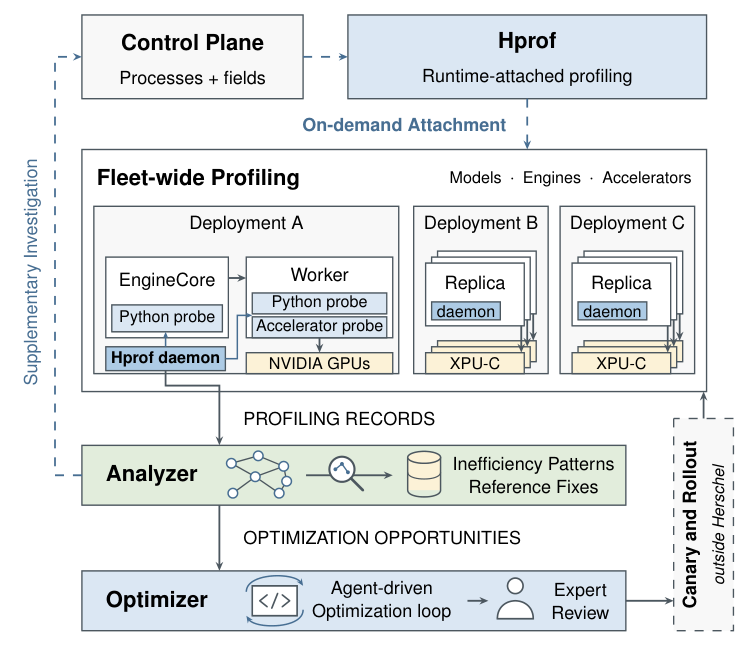 Control Plane
Processes + fields
Hprof
Runtime-attached profiling
On-demand Attachment
Supplementary Investigation
Fleet-wide Profiling
Models · Engines · Accelerators
Deployment A
EngineCore
Python probe
Hprof daemon
Worker
Python probe
Accelerator probe
NVIDIA GPUs
Deployment B
Replica
daemon
XPU-C
Deployment C
Replica
daemon
XPU-C
PROFILING RECORDS
Analyzer
Inefficiency Patterns
Reference Fixes
OPTIMIZATION OPPORTUNITIES
Optimizer
</>
Agent-driven
Optimization loop
Expert
Review
Canary and Rollout
outside Herschel